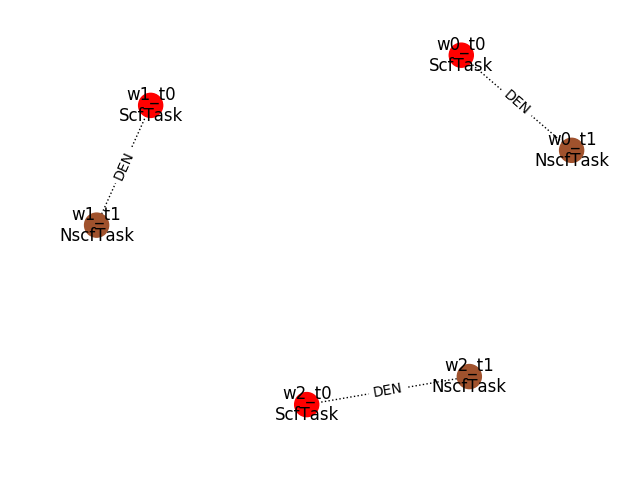 w0_t0
ScfTask
DEN
w0_t1
NscfTask
w1_t0
ScfTask
DEN
w1_t1
NscfTask
w2_t1
NscfTask
DEN
w2_t0
ScfTask